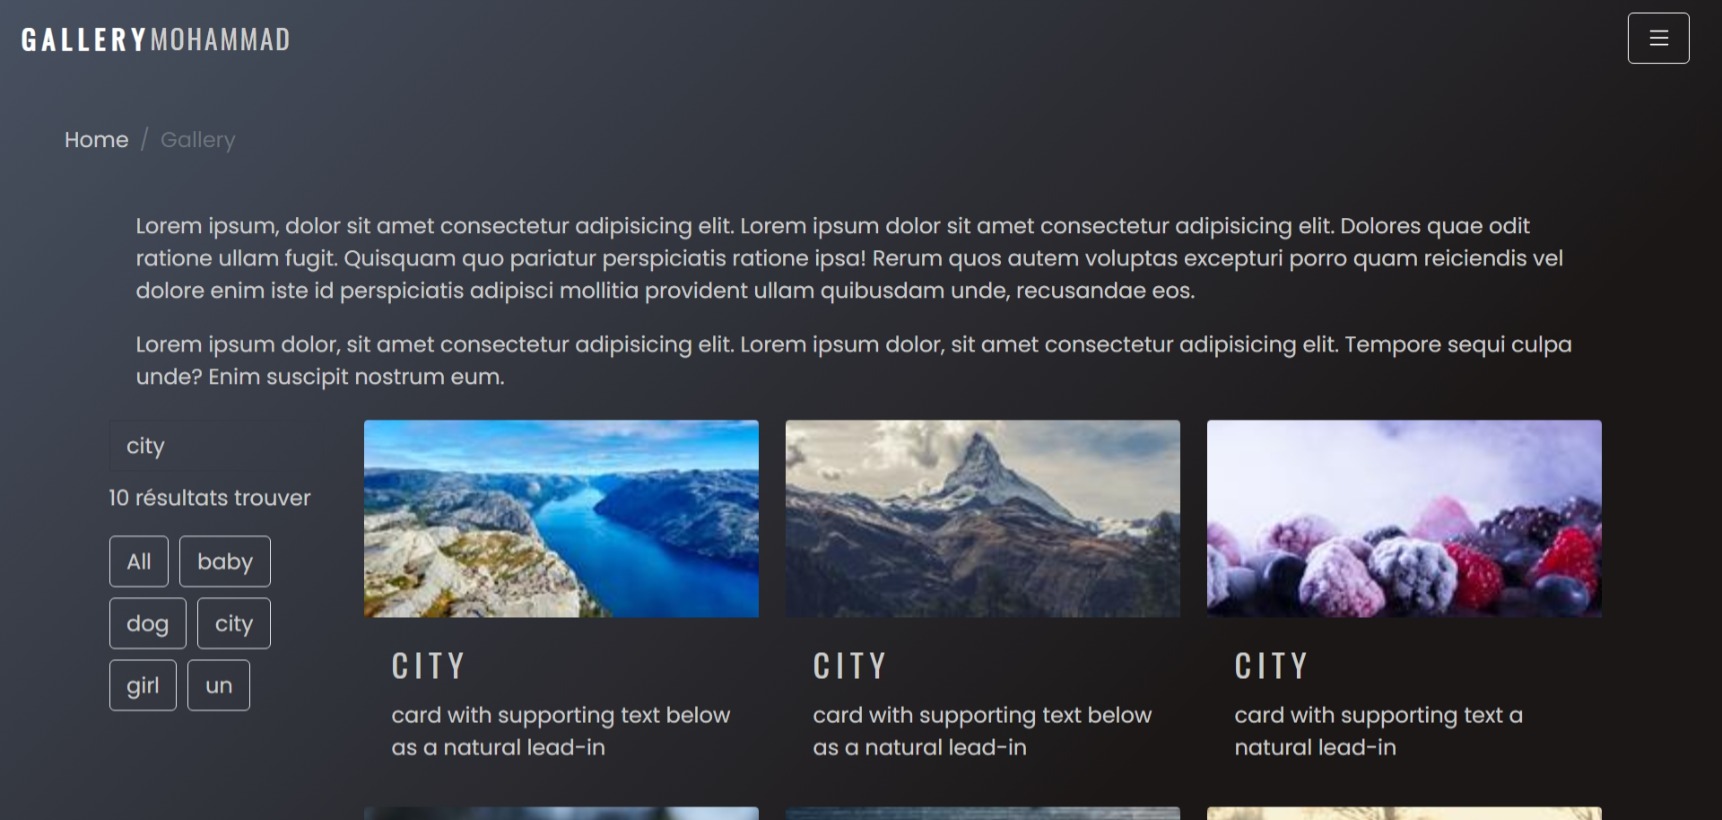 GALLERYMOHAMMAD
Home / Gallery
Lorem ipsum, dolor sit amet consectetur adipisicing elit. Lorem ipsum dolor sit amet consectetur adipisicing elit. Dolores quae odit
ratione ullam fugit. Quisquam quo pariatur perspiciatis ratione ipsa! Rerum quos autem voluptas excepturi porro quam reiciendis vel
dolore enim iste id perspiciatis adipisci mollitia provident ullam quibusdam unde, recusandae eos.
Lorem ipsum dolor, sit amet consectetur adipisicing elit. Lorem ipsum dolor, sit amet consectetur adipisicing elit. Tempore sequi culpa
unde? Enim suscipit nostrum eum.
city
10 résultats trouver
All baby
dog city
girl un
CITY
card with supporting text below
as a natural lead-in
CITY
card with supporting text below
as a natural lead-in
CITY
card with supporting text a
natural lead-in